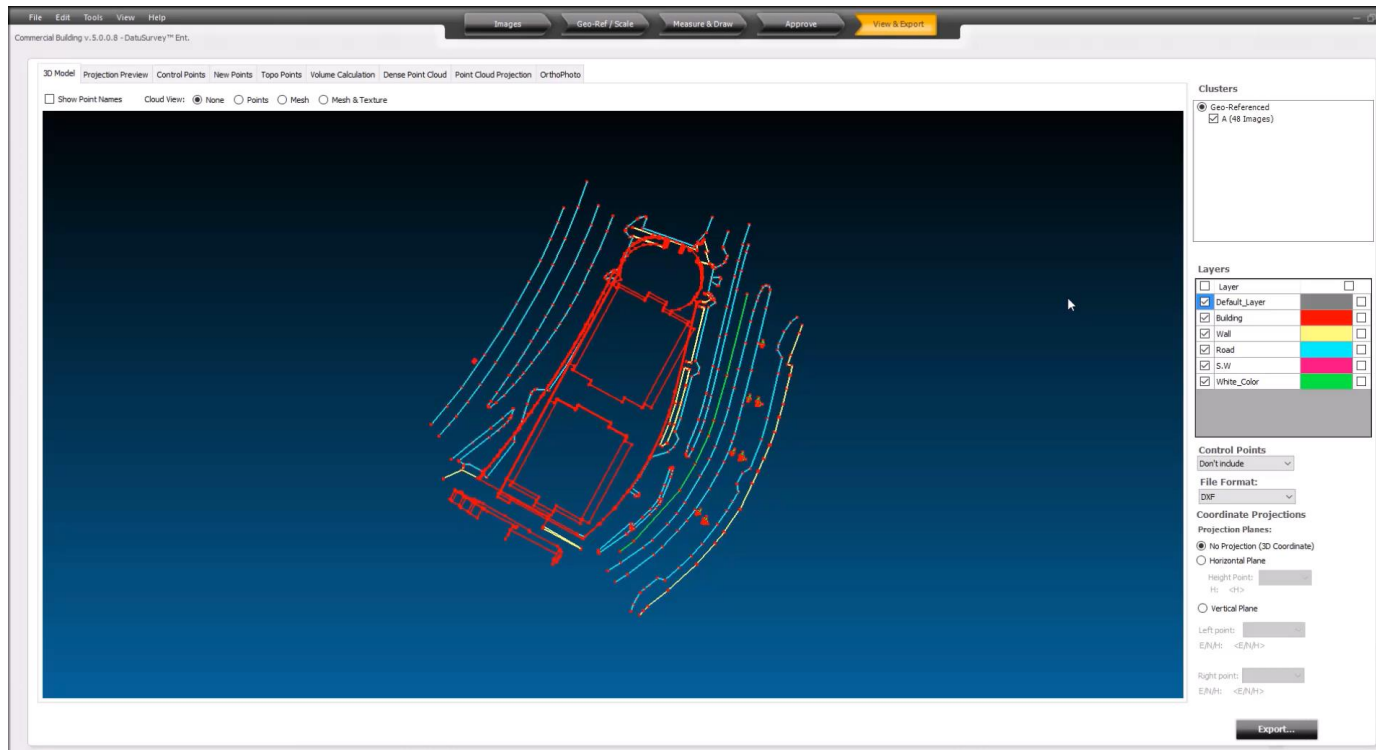 File Edit Tools View Help
Images Geo-Ref / Scale Measure & Draw Approve View & Export
Commercial Building v. 5.0.0.8 - DatuSurvey™ Ent.
3D Model Projection Preview Control Points New Points Topo Points Volume Calculation Dense Point Cloud Point Cloud Projection OrthoPhoto
Show Point Names Cloud View: None Points Mesh Mesh & Texture
Clusters
Geo-Referenced
A (48 Images)
Layers
Layer
Default_Layer
Building
Wall
Road
S.W
White_Color
Control Points
Don't include
File Format:
DXF
Coordinate Projections
Projection Planes:
No Projection (3D Coordinate)
Horizontal Plane
Height Point:
H: <H>
Vertical Plane
Left point:
E/N/H: <E/N/H>
Right point:
E/N/H: <E/N/H>
Export...